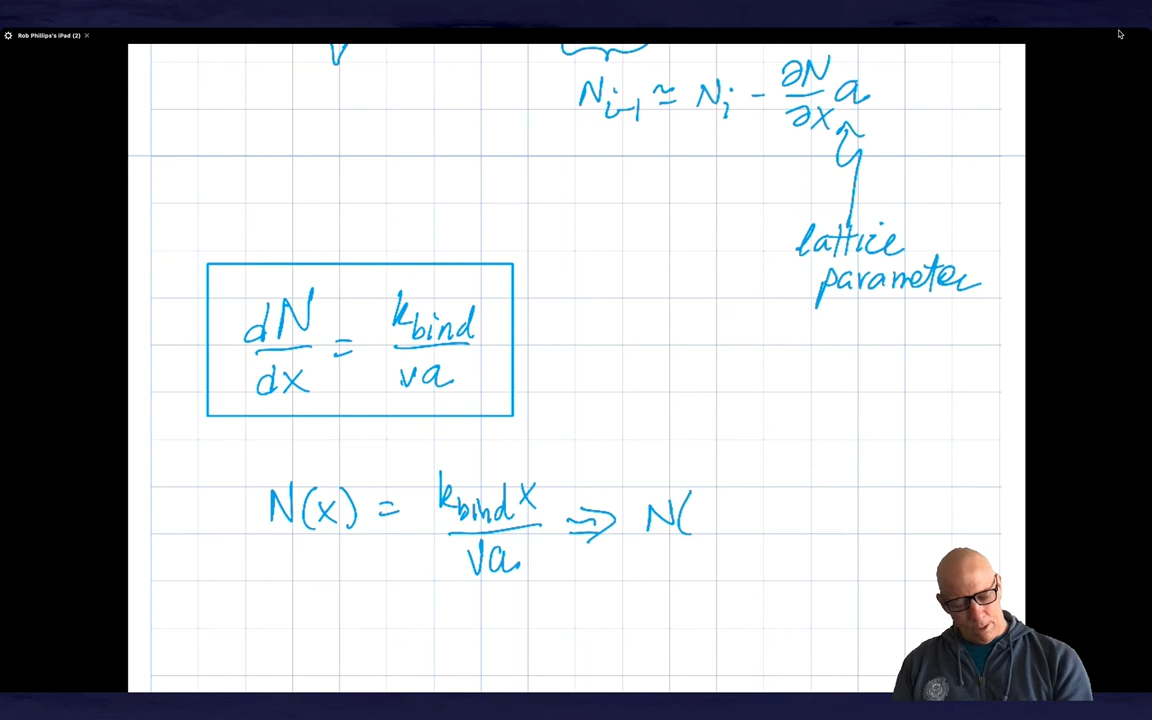 Rob Phillips's iPad (2)
N_{i-1} ≃ N_i - ∂N/∂x a
lattice
parameter
dN/dx = k_bind/va
N(x) = k_bind x/va ⇒ N(